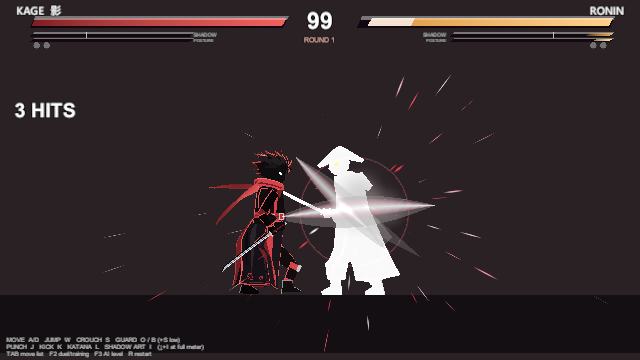 KAGE 影
99
RONIN
SHADOW
POSTURE
ROUND 1
SHADOW
POSTURE
3 HITS
MOVE A/D JUMP W CROUCH S GUARD O / B (+S low)
PUNCH J KICK K KATANA L SHADOW ART I (↓+I at full meter)
TAB move list F2 duel/training F3 AI level R restart